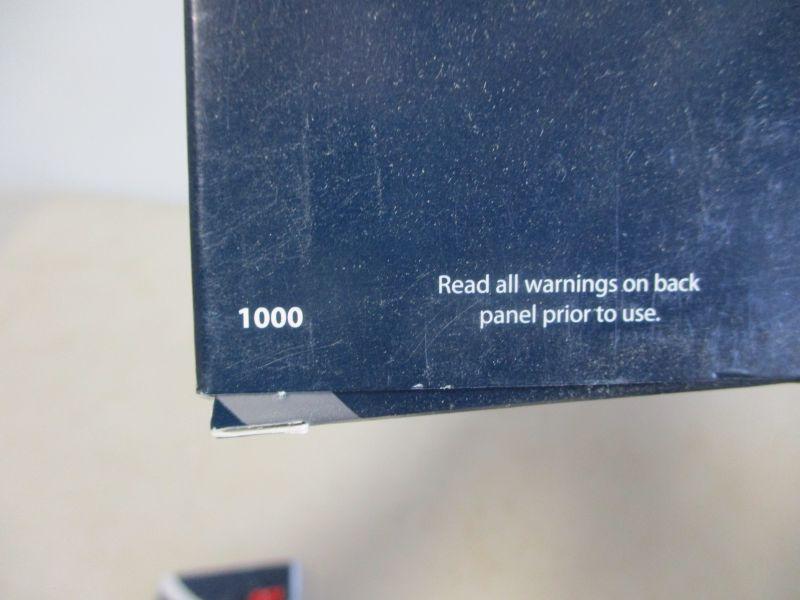 1000
Read all warnings on back
panel prior to use.